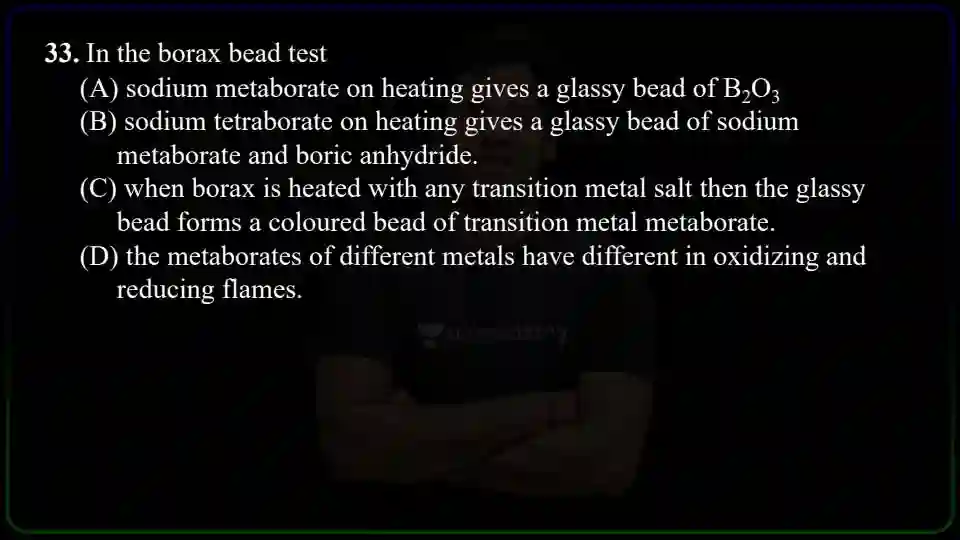 33. In the borax bead test
(A) sodium metaborate on heating gives a glassy bead of B₂O₃
(B) sodium tetraborate on heating gives a glassy bead of sodium
metaborate and boric anhydride.
(C) when borax is heated with any transition metal salt then the glassy
bead forms a coloured bead of transition metal metaborate.
(D) the metaborates of different metals have different in oxidizing and
reducing flames.